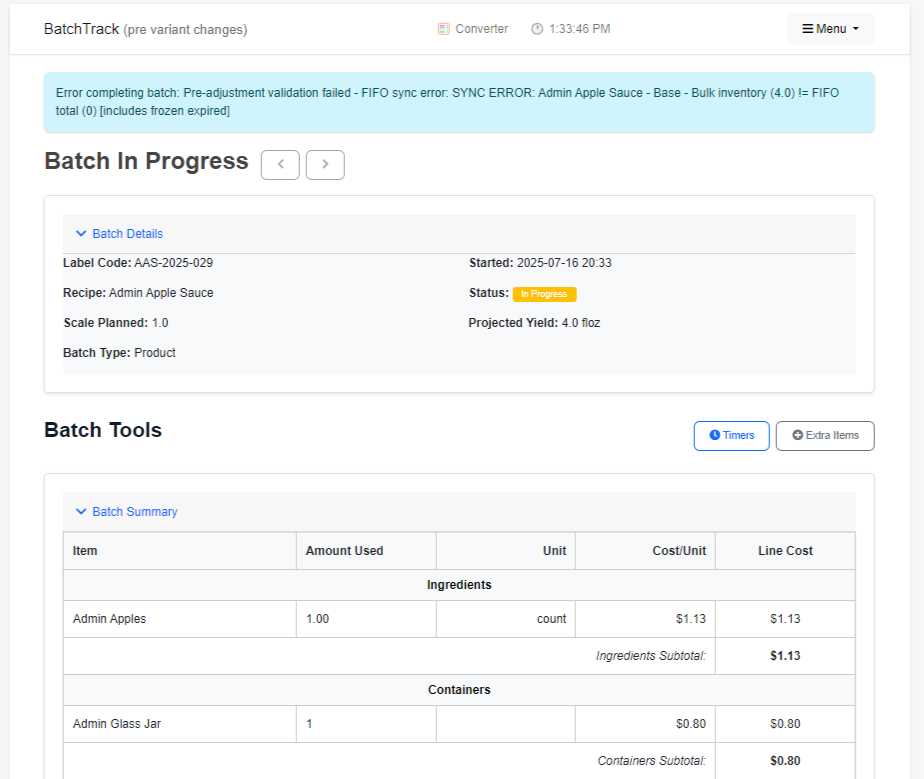 BatchTrack (pre variant changes)
Converter
1:33:46 PM
Menu
Error completing batch: Pre-adjustment validation failed - FIFO sync error: SYNC ERROR: Admin Apple Sauce - Base - Bulk inventory (4.0) != FIFO
total (0) [includes frozen expired]
Batch In Progress
Batch Details
Label Code: AAS-2025-029
Started: 2025-07-16 20:33
Recipe: Admin Apple Sauce
Status: In Progress
Scale Planned: 1.0
Projected Yield: 4.0 floz
Batch Type: Product
Batch Tools
Timers
Extra Items
Batch Summary
Item Amount Used Unit Cost/Unit Line Cost
Ingredients
Admin Apples 1.00 count $1.13 $1.13
Ingredients Subtotal: $1.13
Containers
Admin Glass Jar 1 $0.80 $0.80
Containers Subtotal: $0.80